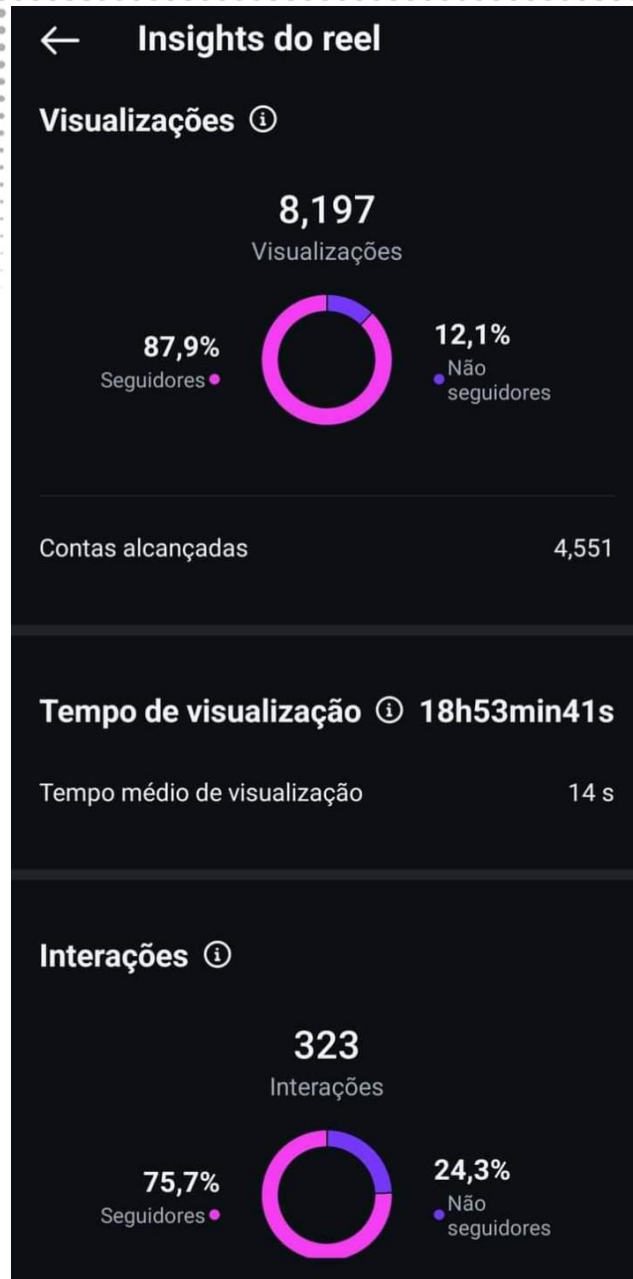 Insights do reel
Visualizações
8,197
Visualizações
87,9%
Seguidores
12,1%
Não
seguidores
Contas alcançadas 4,551
Tempo de visualização 18h53min41s
Tempo médio de visualização 14 s
Interações
323
Interações
75,7%
Seguidores
24,3%
Não
seguidores